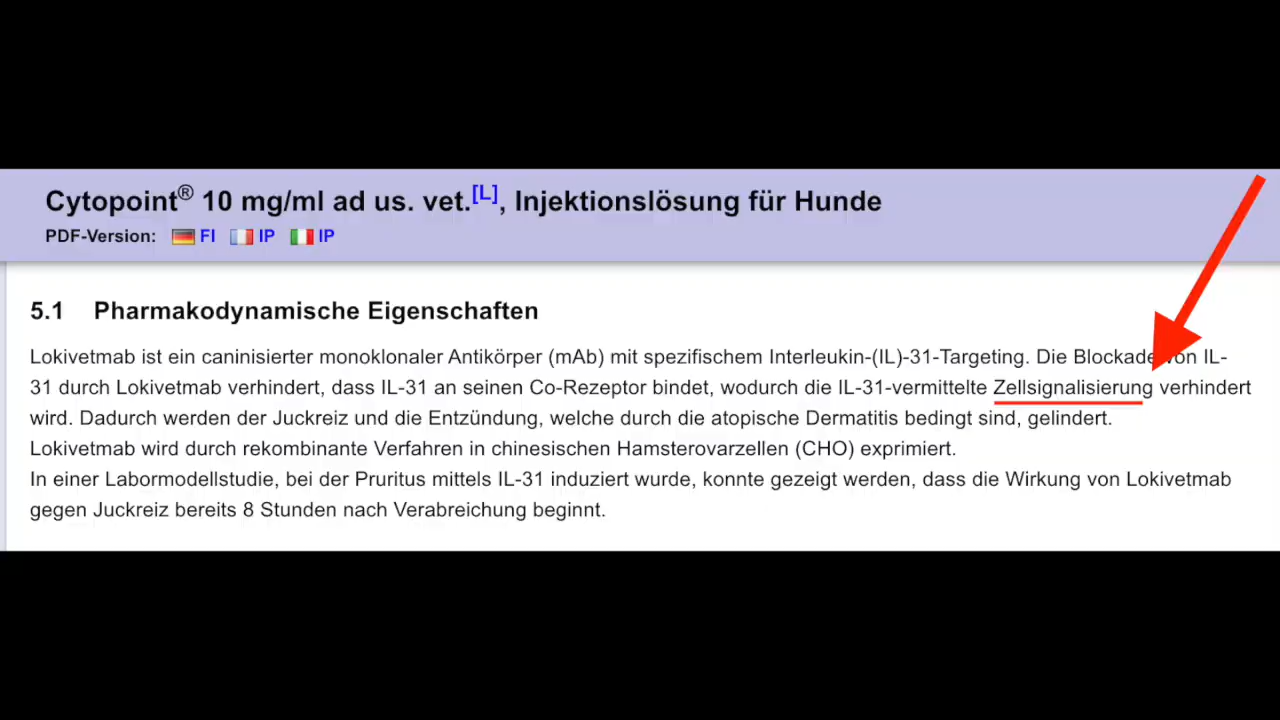 Cytopoint® 10 mg/ml ad us. vet.[L], Injektionslösung für Hunde
PDF-Version: FI IP IP
5.1 Pharmakodynamische Eigenschaften
Lokivetmab ist ein caninisierter monoklonaler Antikörper (mAb) mit spezifischem Interleukin-(IL)-31-Targeting. Die Blockade von IL-
31 durch Lokivetmab verhindert, dass IL-31 an seinen Co-Rezeptor bindet, wodurch die IL-31-vermittelte Zellsignalisierung verhindert
wird. Dadurch werden der Juckreiz und die Entzündung, welche durch die atopische Dermatitis bedingt sind, gelindert.
Lokivetmab wird durch rekombinante Verfahren in chinesischen Hamsterovarzellen (CHO) exprimiert.
In einer Labormodellstudie, bei der Pruritus mittels IL-31 induziert wurde, konnte gezeigt werden, dass die Wirkung von Lokivetmab
gegen Juckreiz bereits 8 Stunden nach Verabreichung beginnt.